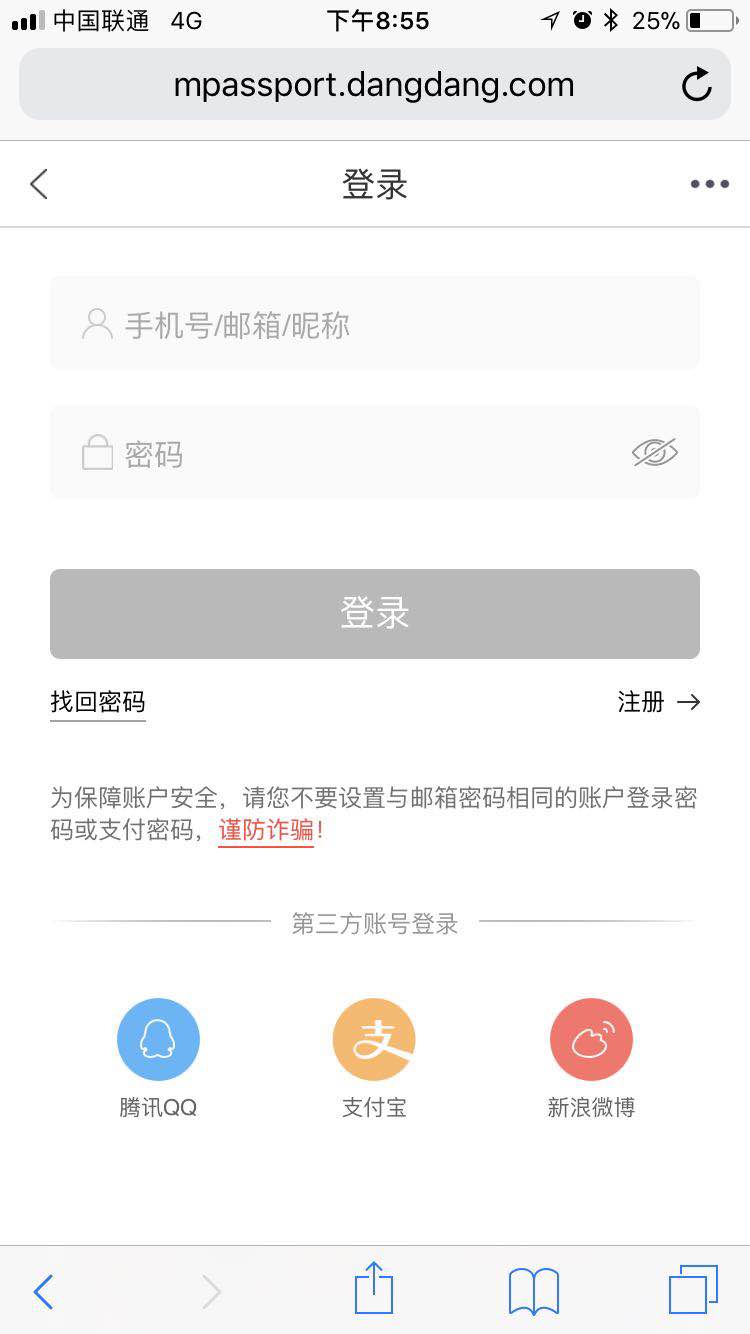 中国联通 4G 下午8:55 25%
mpassport.dangdang.com
登录
手机号/邮箱/昵称
密码
登录
找回密码 注册
为保障账户安全，请您不要设置与邮箱密码相同的账户登录密
码或支付密码，谨防诈骗！
第三方账号登录
支
腾讯QQ 支付宝 新浪微博